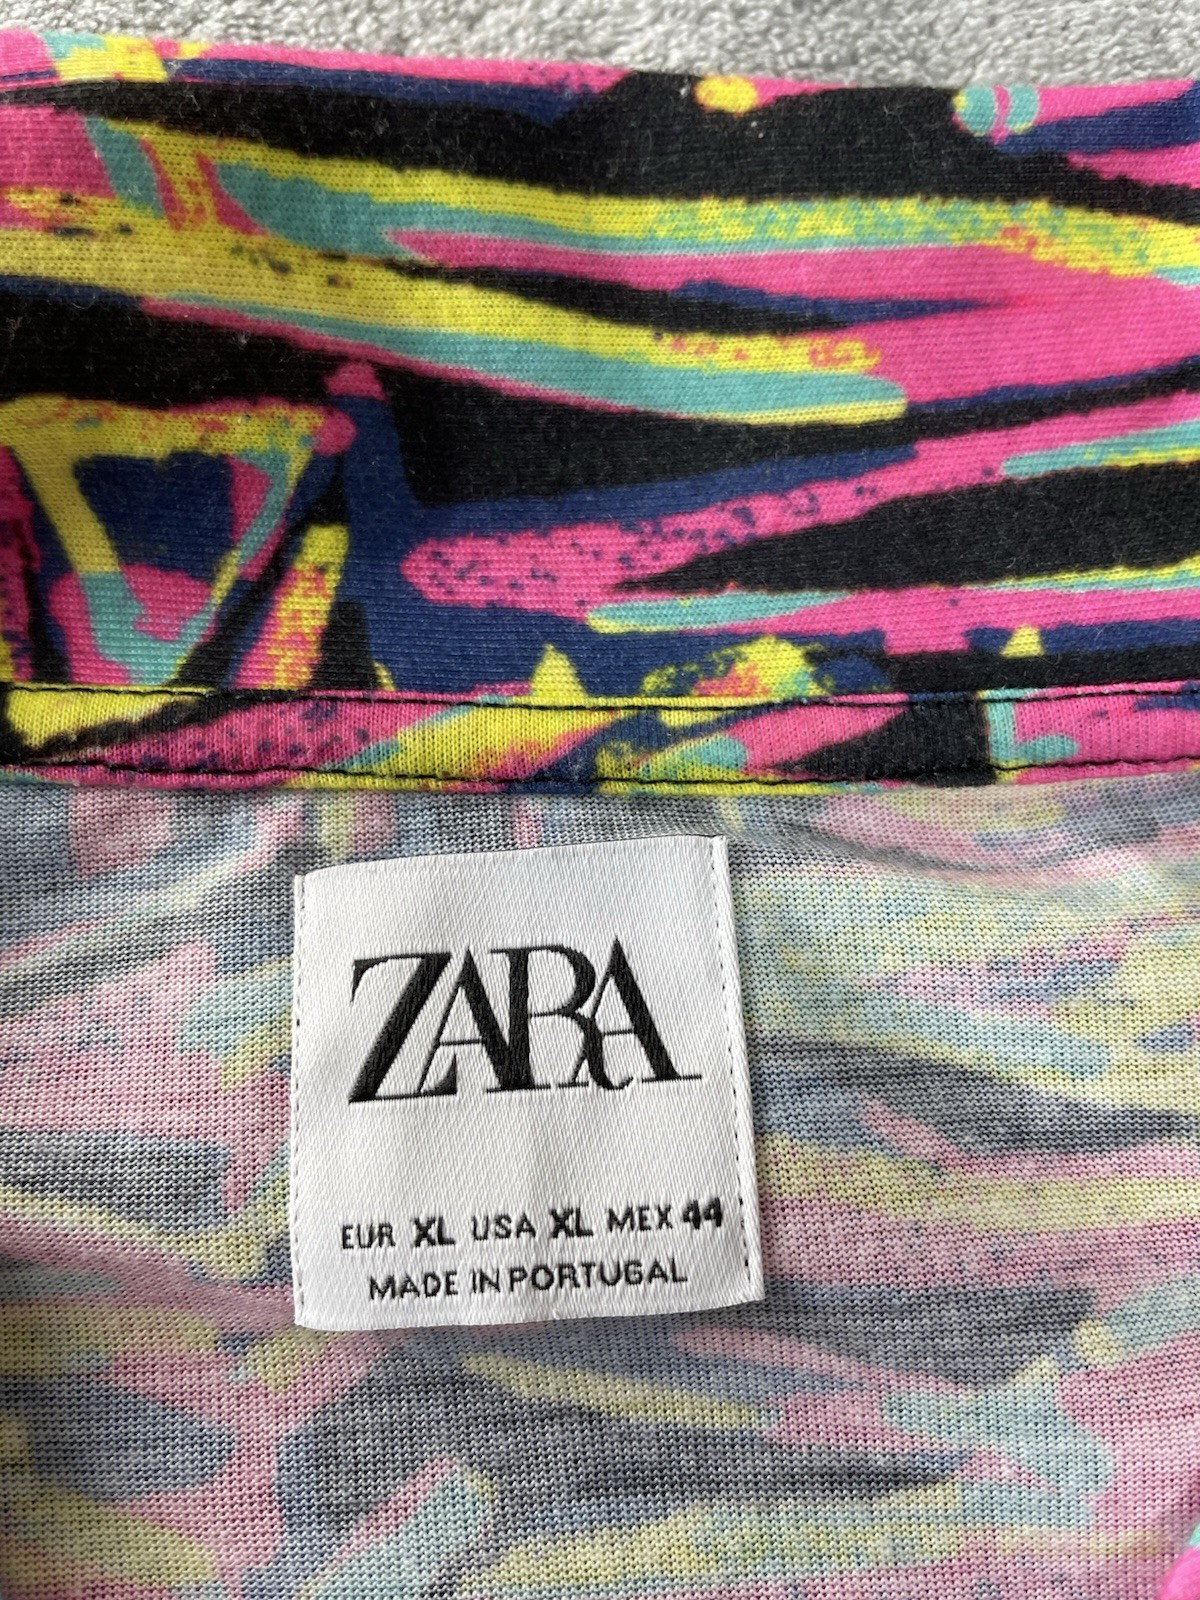 ZARA
EUR XL USA XL MEX 44
MADE IN PORTUGAL